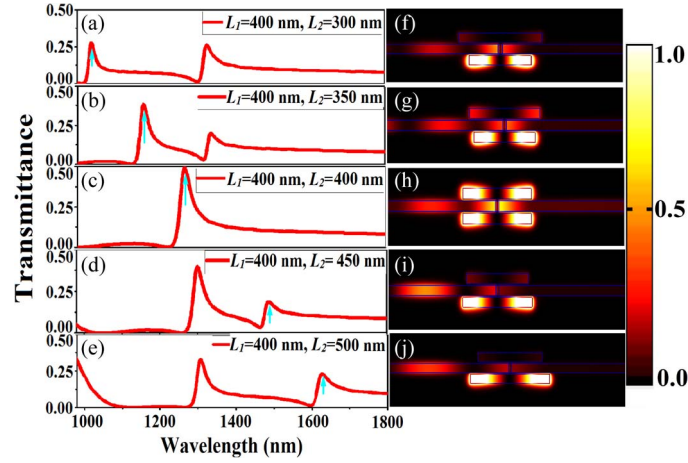 (a)
L₁=400 nm, L₂=300 nm
0.50
0.25
0.00
(b)
L₁=400 nm, L₂=350 nm
0.50
0.25
0.00
(c)
L₁=400 nm, L₂=400 nm
0.50
0.25
0.00
(d)
L₁=400 nm, L₂= 450 nm
0.50
0.25
0.00
(e)
L₁=400 nm, L₂=500 nm
0.50
0.25
0.00
1000 1200 1400 1600 1800
Wavelength (nm)
Transmittance
(f)
(g)
(h)
(i)
(j)
1.0
0.5
0.0